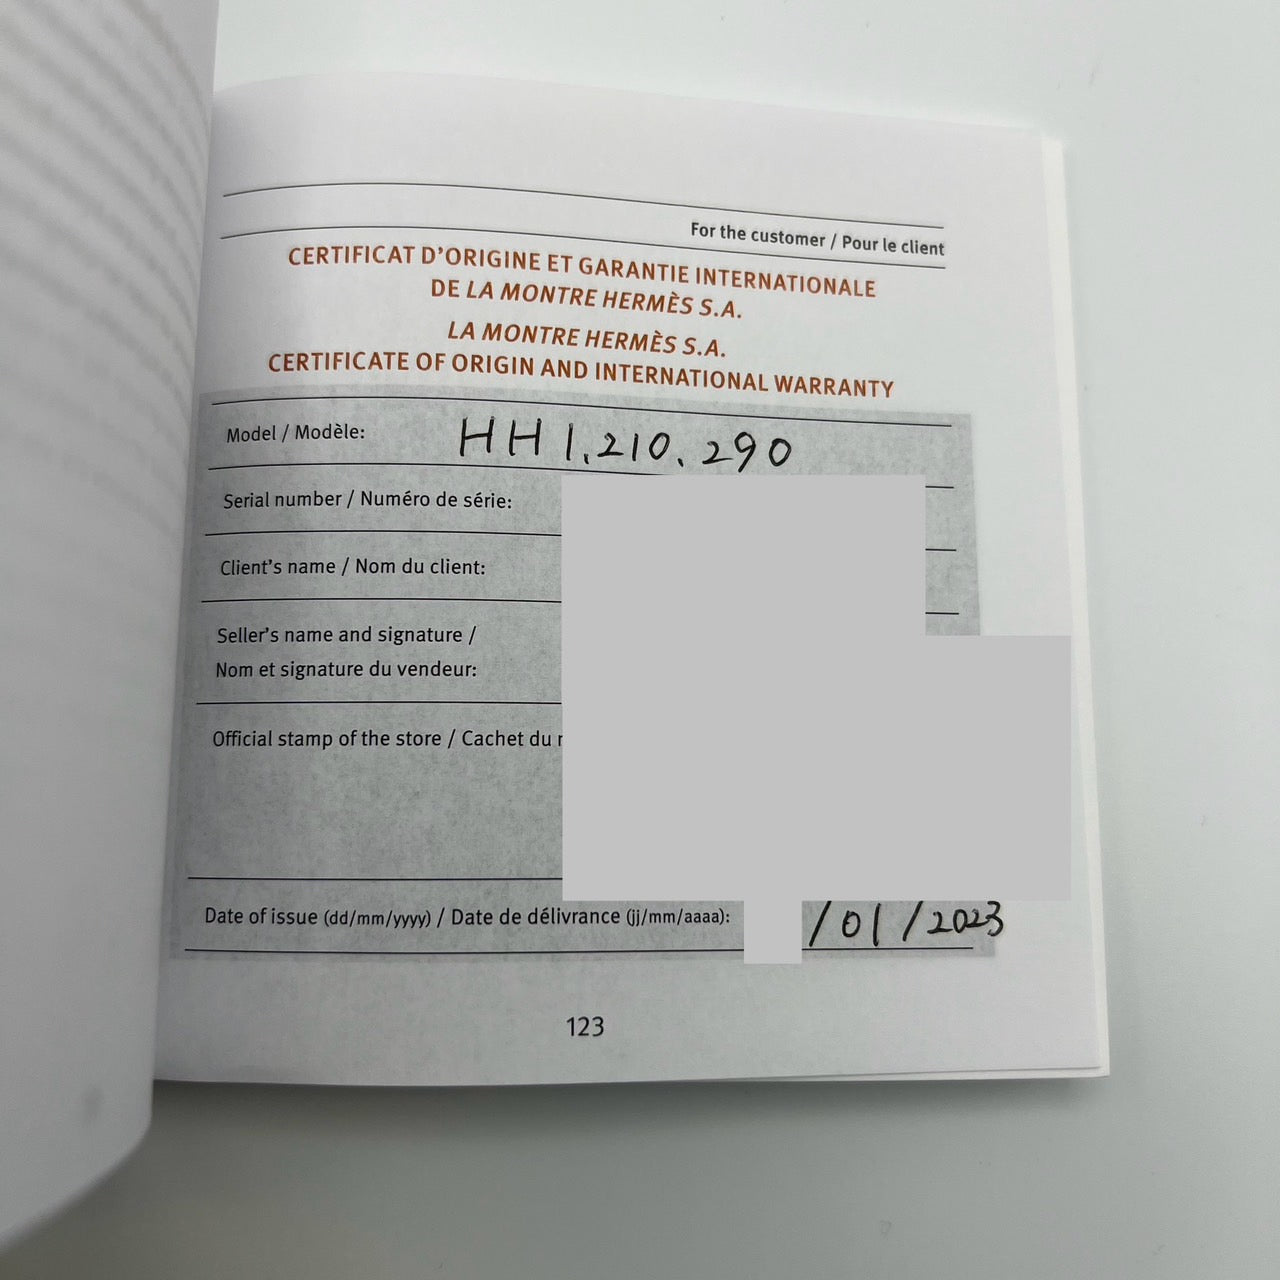 For the customer / Pour le client
CERTIFICAT D'ORIGINE ET GARANTIE INTERNATIONALE
DE LA MONTRE HERMÈS S.A.
LA MONTRE HERMÈS S.A.
CERTIFICATE OF ORIGIN AND INTERNATIONAL WARRANTY
Model / Modèle: HH1.210.290
Serial number / Numéro de série:
Client's name / Nom du client:
Seller's name and signature /
Nom et signature du vendeur:
Official stamp of the store / Cachet du
Date of issue (dd/mm/yyyy) / Date de délivrance (jj/mm/aaaa): /01/2023
123